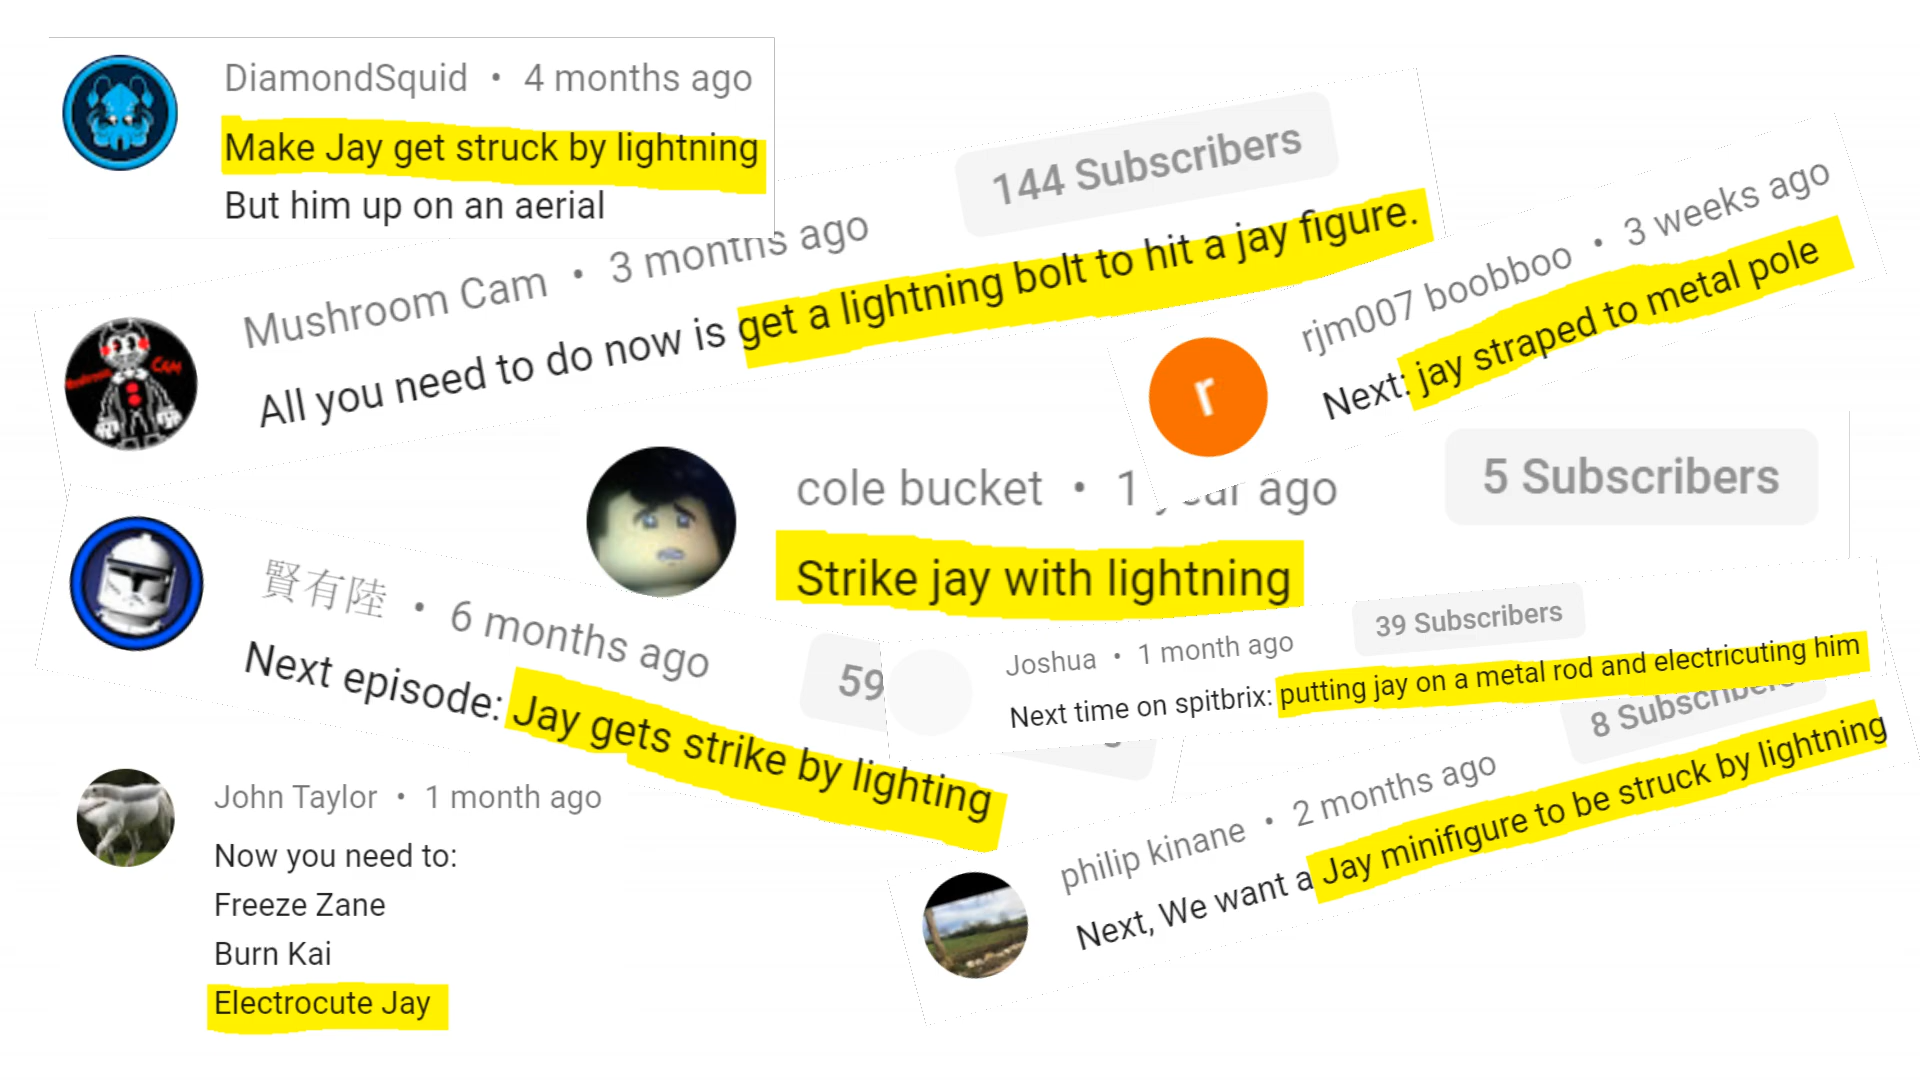 DiamondSquid • 4 months ago
Make Jay get struck by lightning
But him up on an aerial
144 Subscribers
Mushroom Cam • 3 months ago
All you need to do now is get a lightning bolt to hit a jay figure.
rjm007 boobboo • 3 weeks ago
Next: jay straped to metal pole
r
cole bucket • 1 year ago
5 Subscribers
Strike jay with lightning
賢有陸 • 6 months ago
Next episode: Jay gets strike by lighting
59
39 Subscribers
Joshua • 1 month ago
Next time on spitbrix: putting jay on a metal rod and electricuting him
8 Subscribers
philip kinane • 2 months ago
Next, We want a Jay minifigure to be struck by lightning
John Taylor • 1 month ago
Now you need to:
Freeze Zane
Burn Kai
Electrocute Jay